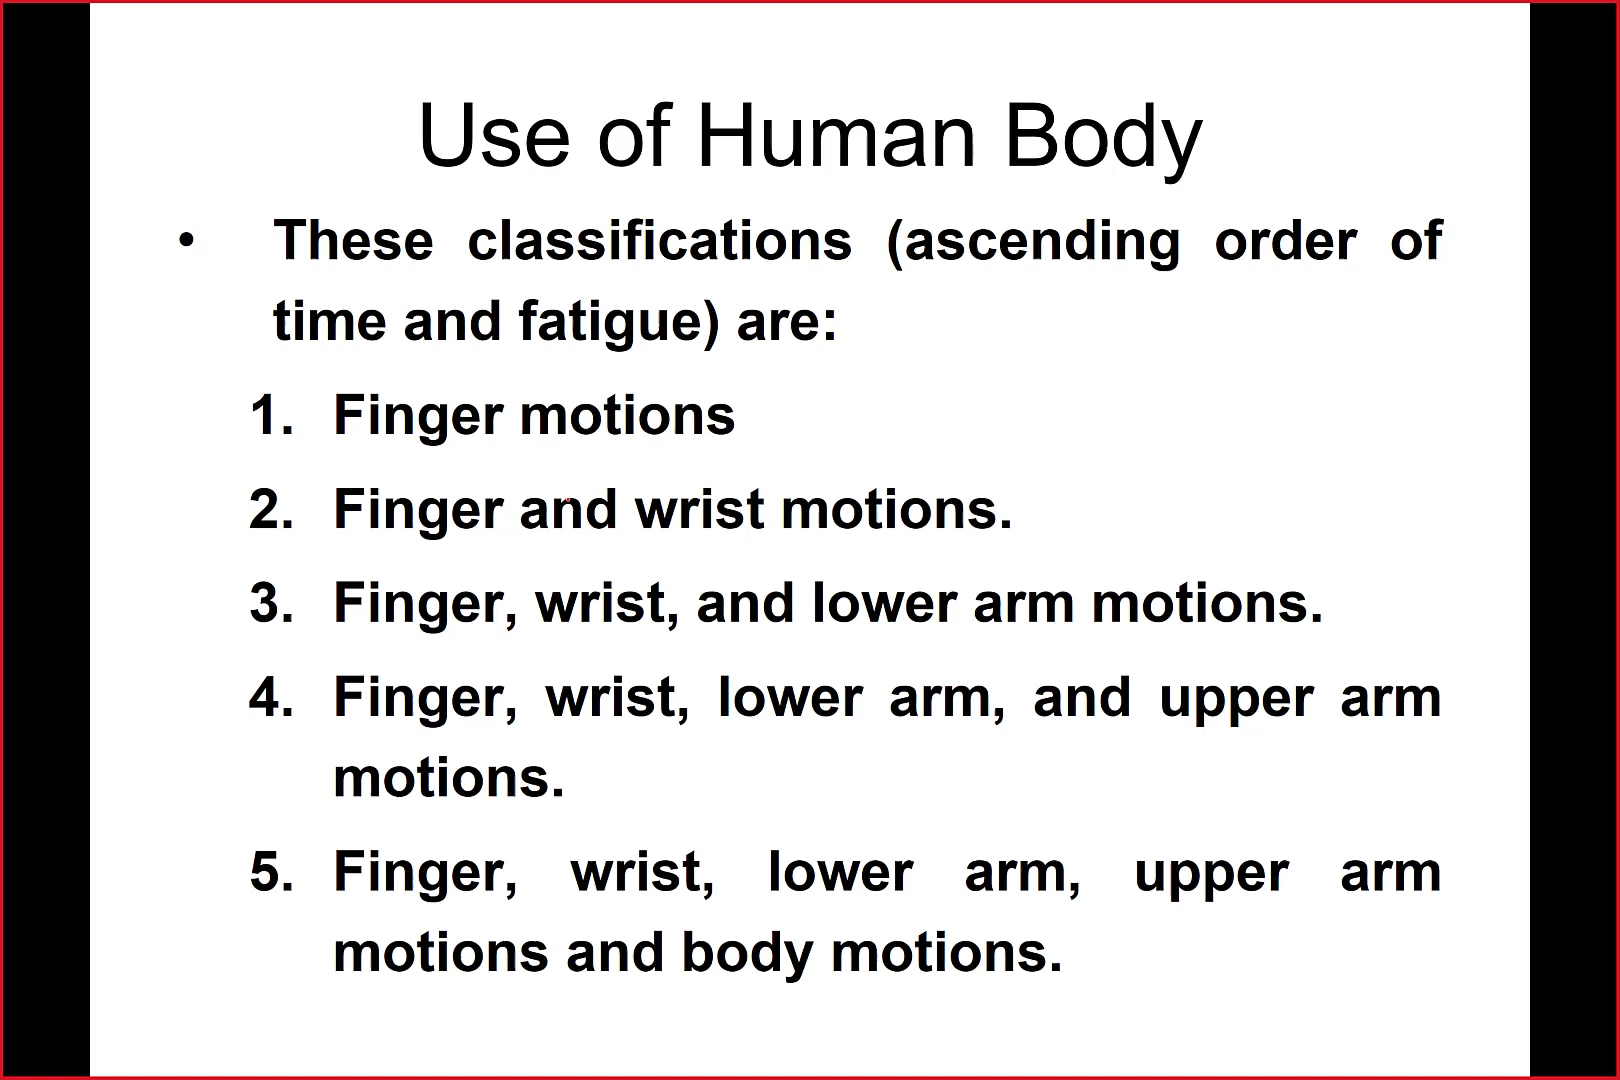 Use of Human Body
• These classifications (ascending order of
time and fatigue) are:
1. Finger motions
2. Finger and wrist motions.
3. Finger, wrist, and lower arm motions.
4. Finger, wrist, lower arm, and upper arm
motions.
5. Finger, wrist, lower arm, upper arm
motions and body motions.